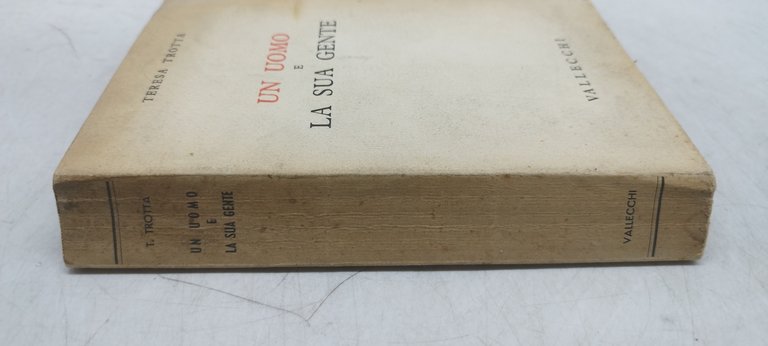 TERESA TROTTA
UN UOMO
E
LA SUA GENTE
VALLECCHI
T. TROTTA
UN UOMO
E
LA SUA GENTE
VALLECCHI